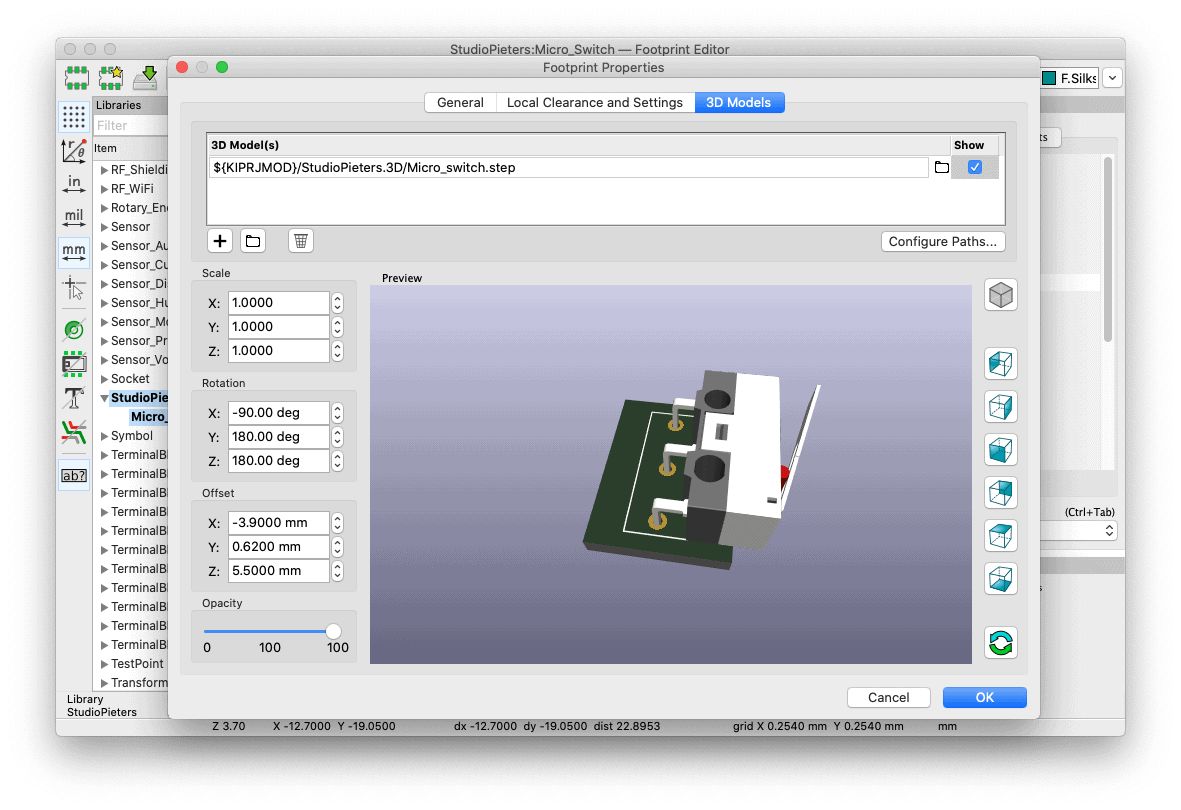 StudioPieters:Micro_Switch — Footprint Editor
Footprint Properties
F.Silks
Libraries
Filter
Item
RF_Shieldi
RF_WiFi
Rotary_En
Sensor
Sensor_Au
Sensor_Cu
Sensor_Di
Sensor_Hu
Sensor_Mo
Sensor_Pr
Sensor_Vo
Socket
StudioPie
Micro_
Symbol
TerminalBl
TerminalBl
TerminalBl
TerminalBl
TerminalBl
TerminalBl
TerminalBl
TerminalBl
TerminalBl
TerminalBl
TerminalBl
TestPoint
Transform
Library
StudioPieters
in
mil
mm
ab?
General
Local Clearance and Settings
3D Models
3D Model(s)
Show
${KIPRJMOD}/StudioPieters.3D/Micro_switch.step
Configure Paths...
Scale
X: 1.0000
Y: 1.0000
Z: 1.0000
Rotation
X: -90.00 deg
Y: 180.00 deg
Z: 180.00 deg
Offset
X: -3.9000 mm
Y: 0.6200 mm
Z: 5.5000 mm
Opacity
0 100 100
Preview
Cancel
OK
ts
(Ctrl+Tab)
Z 3.70 X -12.7000 Y -19.0500 dx -12.7000 dy -19.0500 dist 22.8953 grid X 0.2540 mm Y 0.2540 mm mm